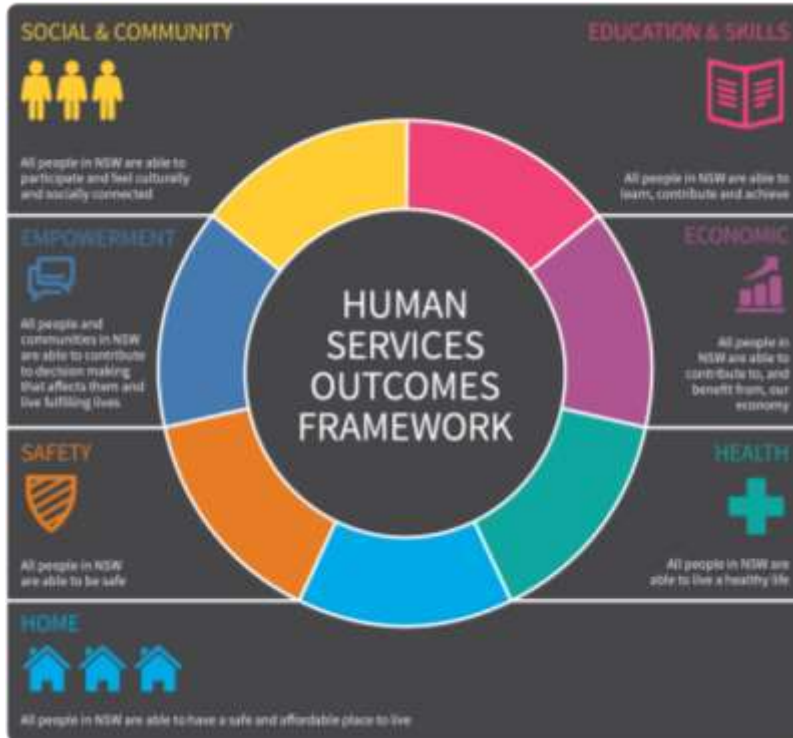 SOCIAL & COMMUNITY
All people in NSW are able to
participate and feel culturally
and socially connected
EDUCATION & SKILLS
All people in NSW are able to
learn, contribute and achieve
EMPOWERMENT
All people and
communities in NSW
are able to contribute
to decision making
that affects them and
live fulfilling lives
HUMAN
SERVICES
OUTCOMES
FRAMEWORK
ECONOMIC
All people in
NSW are able to
contribute to, and
benefit from, our
economy
SAFETY
All people in NSW
are able to be safe
HEALTH
All people in NSW are
able to live a healthy life
HOME
All people in NSW are able to have a safe and affordable place to live